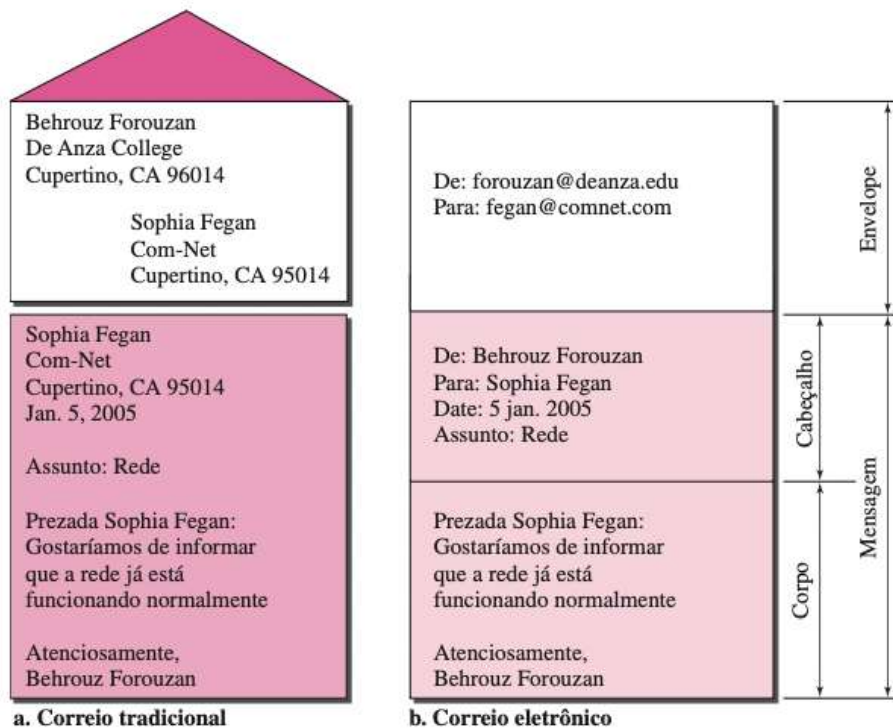 Behrouz Forouzan
De Anza College
Cupertino, CA 96014
Sophia Fegan
Com-Net
Cupertino, CA 95014
Sophia Fegan
Com-Net
Cupertino, CA 95014
Jan. 5, 2005
Assunto: Rede
Prezada Sophia Fegan:
Gostaríamos de informar
que a rede já está
funcionando normalmente
Atenciosamente,
Behrouz Forouzan
a. Correio tradicional
De: forouzan@deanza.edu
Para: fegan@comnet.com
De: Behrouz Forouzan
Para: Sophia Fegan
Date: 5 jan. 2005
Assunto: Rede
Prezada Sophia Fegan:
Gostaríamos de informar
que a rede já está
funcionando normalmente
Atenciosamente,
Behrouz Forouzan
b. Correio eletrônico
Envelope
Cabeçalho
Corpo
Mensagem